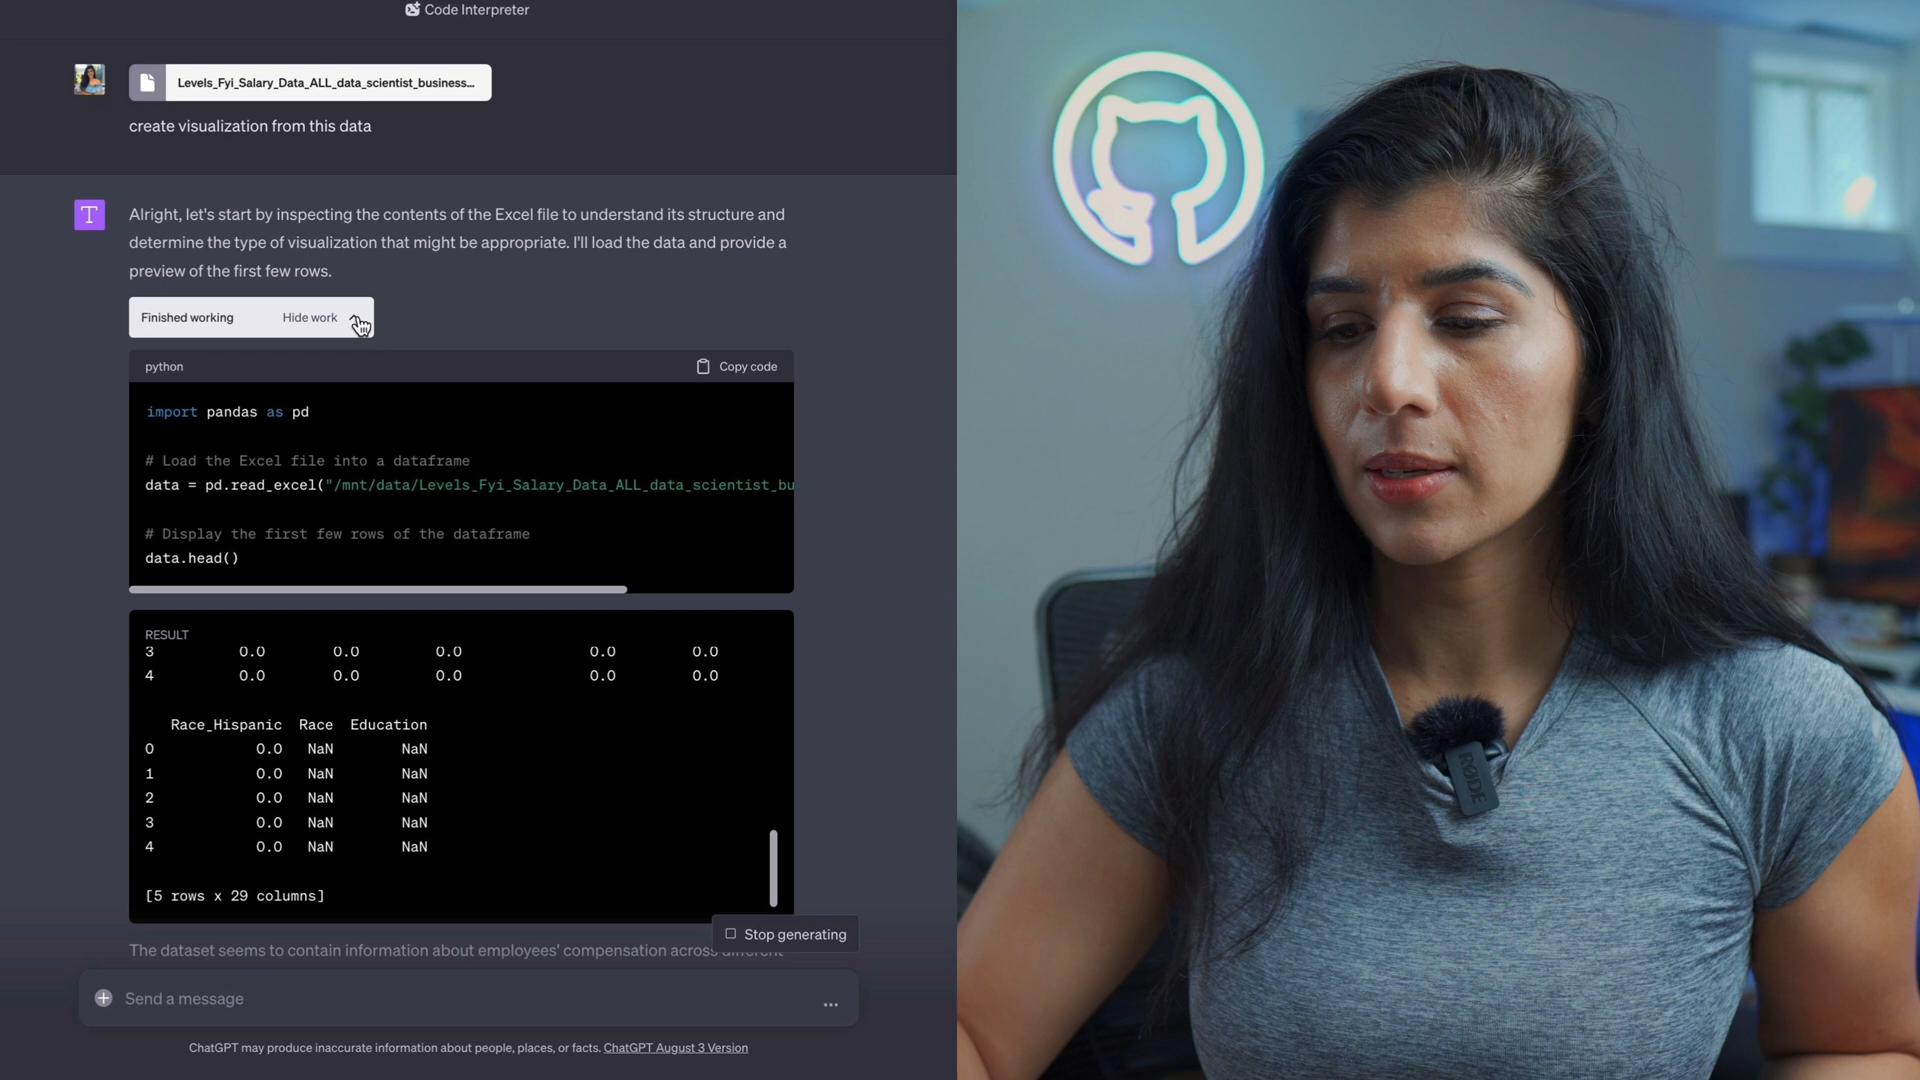 Code Interpreter
Levels_Fyi_Salary_Data_ALL_data_scientist_business...
create visualization from this data
T
Alright, let's start by inspecting the contents of the Excel file to understand its structure and
determine the type of visualization that might be appropriate. I'll load the data and provide a
preview of the first few rows.
Finished working Hide work
python Copy code
import pandas as pd
# Load the Excel file into a dataframe
data = pd.read_excel("/mnt/data/Levels_Fyi_Salary_Data_ALL_data_scientist_bu
# Display the first few rows of the dataframe
data.head()
RESULT
3 0.0 0.0 0.0 0.0 0.0
4 0.0 0.0 0.0 0.0 0.0
Race_Hispanic Race Education
0 0.0 NaN NaN
1 0.0 NaN NaN
2 0.0 NaN NaN
3 0.0 NaN NaN
4 0.0 NaN NaN
[5 rows x 29 columns]
Stop generating
The dataset seems to contain information about employees' compensation across different
Send a message ...
ChatGPT may produce inaccurate information about people, places, or facts. ChatGPT August 3 Version
RØDE